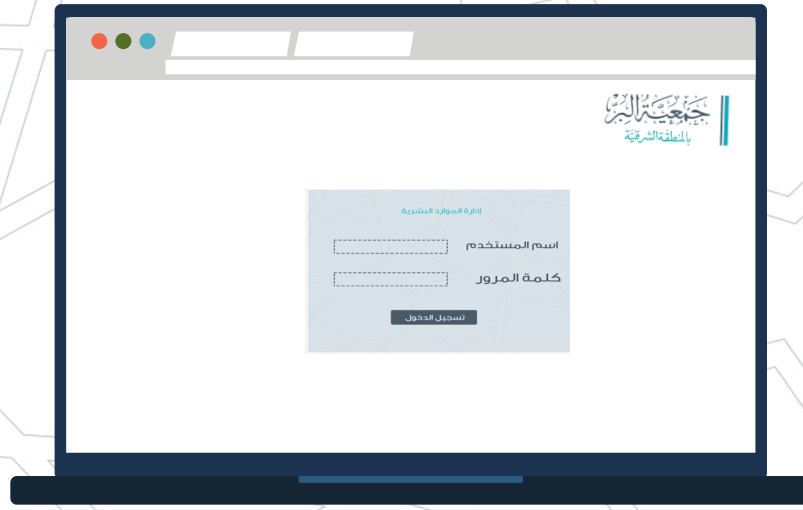 جمعية البر
بالمنطقة الشرقية
إدارة الموارد البشرية
اسم المستخدم
كلمة المرور
تسجيل الدخول